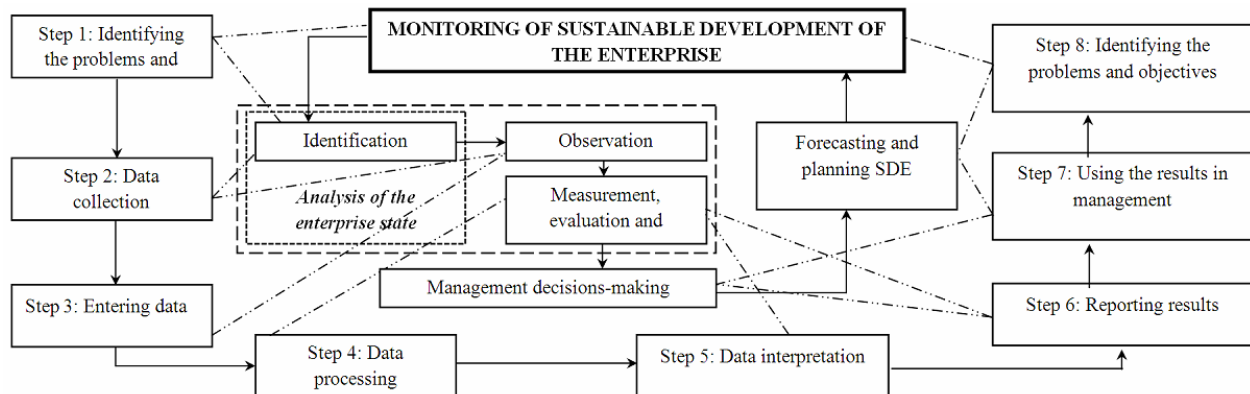 Step 1: Identifying
the problems and
MONITORING OF SUSTAINABLE DEVELOPMENT OF
THE ENTERPRISE
Step 8: Identifying the
problems and objectives
Identification
Observation
Forecasting and
planning SDE
Step 2: Data
collection
Analysis of the
enterprise state
Measurement,
evaluation and
Step 7: Using the results in
management
Management decisions-making
Step 3: Entering data
Step 6: Reporting results
Step 4: Data
processing
Step 5: Data interpretation